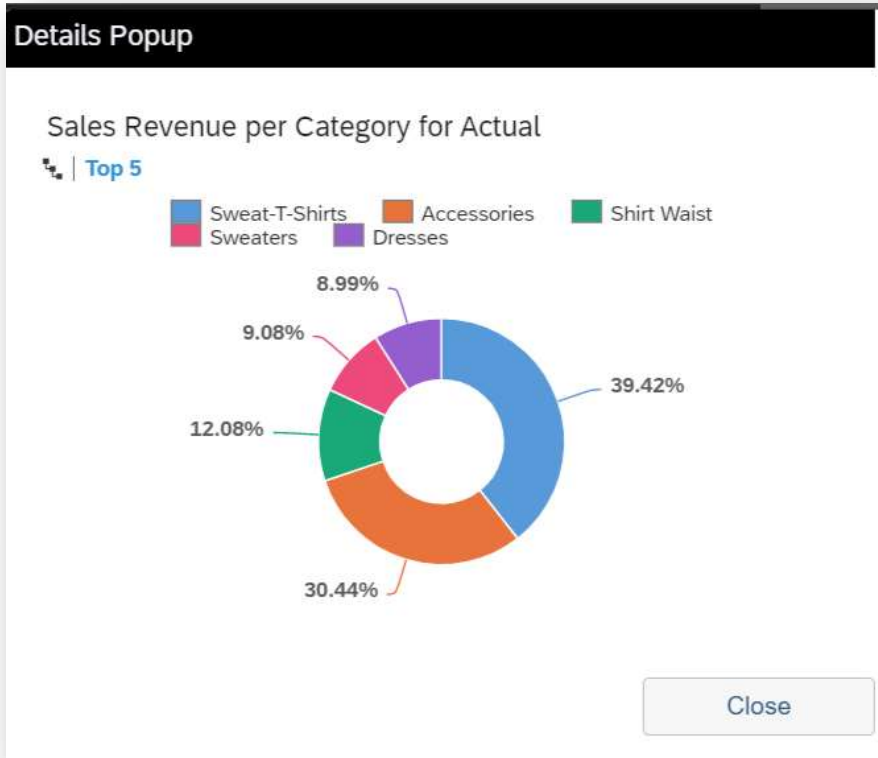 Details Popup
Sales Revenue per Category for Actual
Top 5
Sweat-T-Shirts Accessories Shirt Waist
Sweaters Dresses
8.99%
9.08%
39.42%
12.08%
30.44%
Close